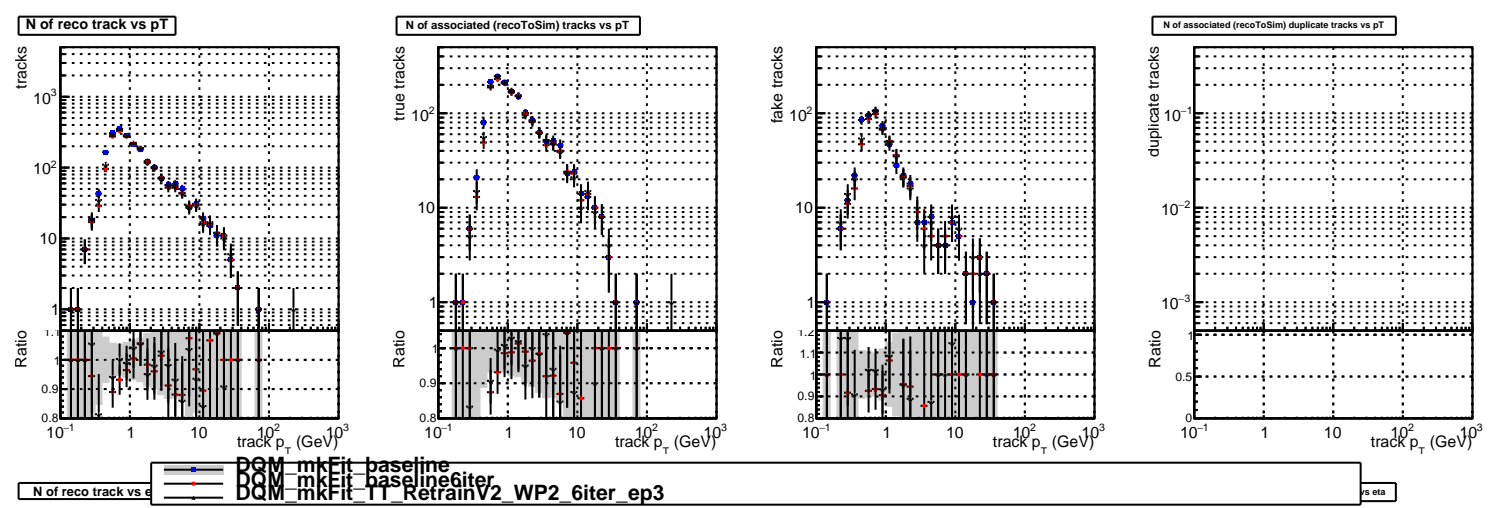 N of reco track vs pT
N of associated (recoToSim) tracks vs pT
N of associated (recoToSim) duplicate tracks vs pT
tracks
10³
10²
10
1
Ratio
1.1
1
0.9
0.8
10⁻¹ 1 10 10² 10³
track p_T (GeV)
true tracks
10²
10
1
Ratio
1
0.9
0.8
10⁻¹ 1 10 10² 10³
track p_T (GeV)
fake tracks
10²
10
1
Ratio
1.2
1.1
1
0.9
0.8
10⁻¹ 1 10 10² 10³
track p_T (GeV)
duplicate tracks
10⁻¹
10⁻²
10⁻³
Ratio
1
0.5
0
10⁻¹ 1 10 10² 10³
track p_T (GeV)
DQM_mkFit_baseline
DQM_mkFit_baseline6iter
DQM_mkFit_TT_RetrainV2_WP2_6iter_ep3
N of reco track vs e
vs eta